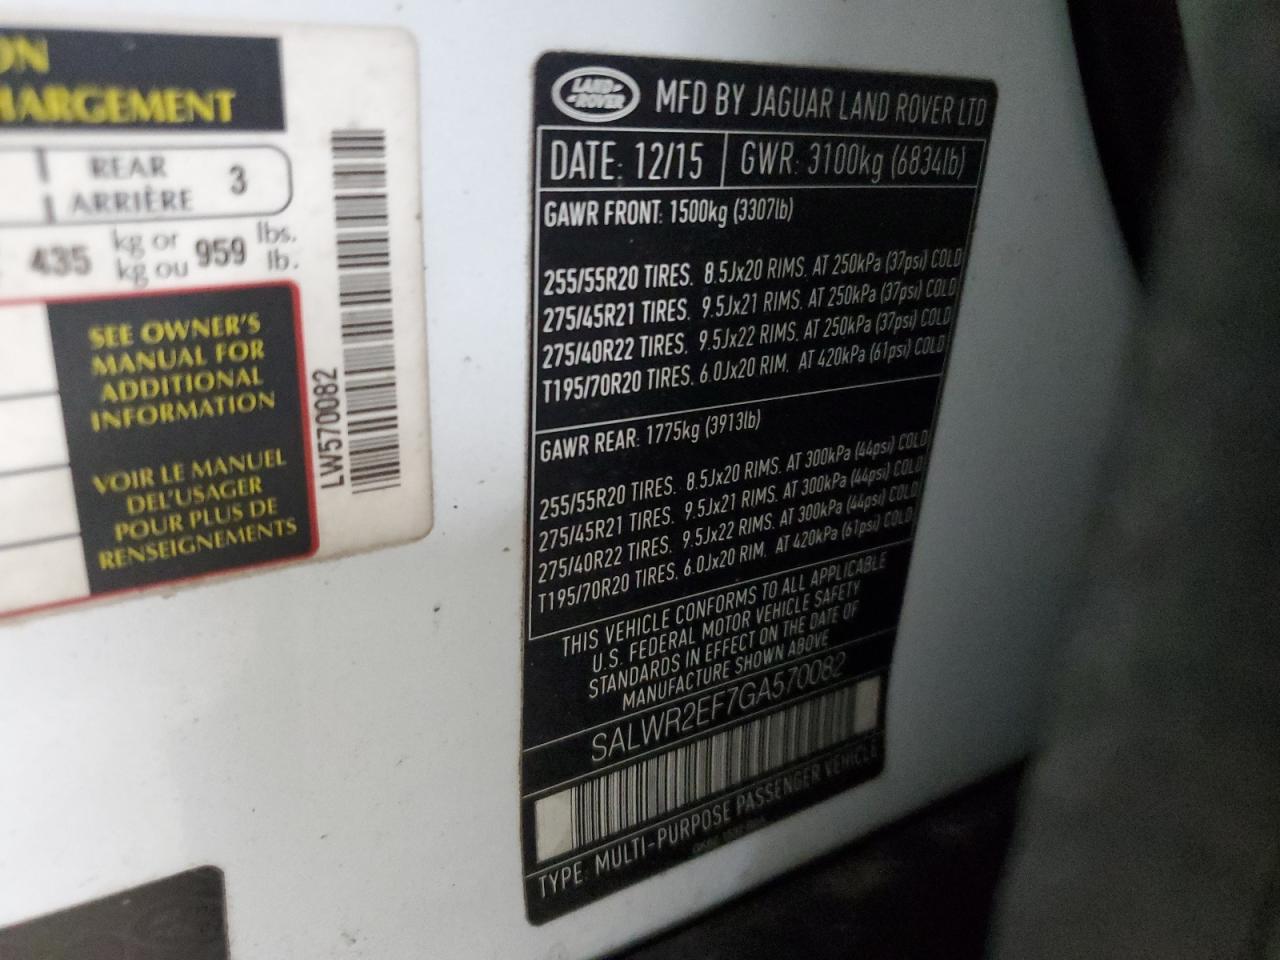 ON
HARGEMENT
REAR
ARRIÈRE 3
435 kg or 959 lbs.
kg ou lb.
SEE OWNER'S
MANUAL FOR
ADDITIONAL
INFORMATION
VOIR LE MANUEL
DEL'USAGER
POUR PLUS DE
RENSEIGNEMENTS
LW570082
LAND-
-ROVER
MFD BY JAGUAR LAND ROVER LTD
DATE: 12/15 GWR: 3100kg (6834lb)
GAWR FRONT: 1500kg (3307lb)
255/55R20 TIRES. 8.5Jx20 RIMS. AT 250kPa (37psi) COLD
275/45R21 TIRES. 9.5Jx21 RIMS. AT 250kPa (37psi) COLD
275/40R22 TIRES. 9.5Jx22 RIMS. AT 250kPa (37psi) COLD
T195/70R20 TIRES. 6.0Jx20 RIM. AT 420kPa (61psi) COLD
GAWR REAR: 1775kg (3913lb)
255/55R20 TIRES. 8.5Jx20 RIMS. AT 300kPa (44psi) COLD
275/45R21 TIRES. 9.5Jx21 RIMS. AT 300kPa (44psi) COLD
275/40R22 TIRES. 9.5Jx22 RIMS. AT 300kPa (44psi) COLD
T195/70R20 TIRES. 6.0Jx20 RIM. AT 420kPa (61psi) COLD
THIS VEHICLE CONFORMS TO ALL APPLICABLE
U.S. FEDERAL MOTOR VEHICLE SAFETY
STANDARDS IN EFFECT ON THE DATE OF
MANUFACTURE SHOWN ABOVE
SALWR2EF7GA570082
TYPE: MULTI-PURPOSE PASSENGER VEHICLE